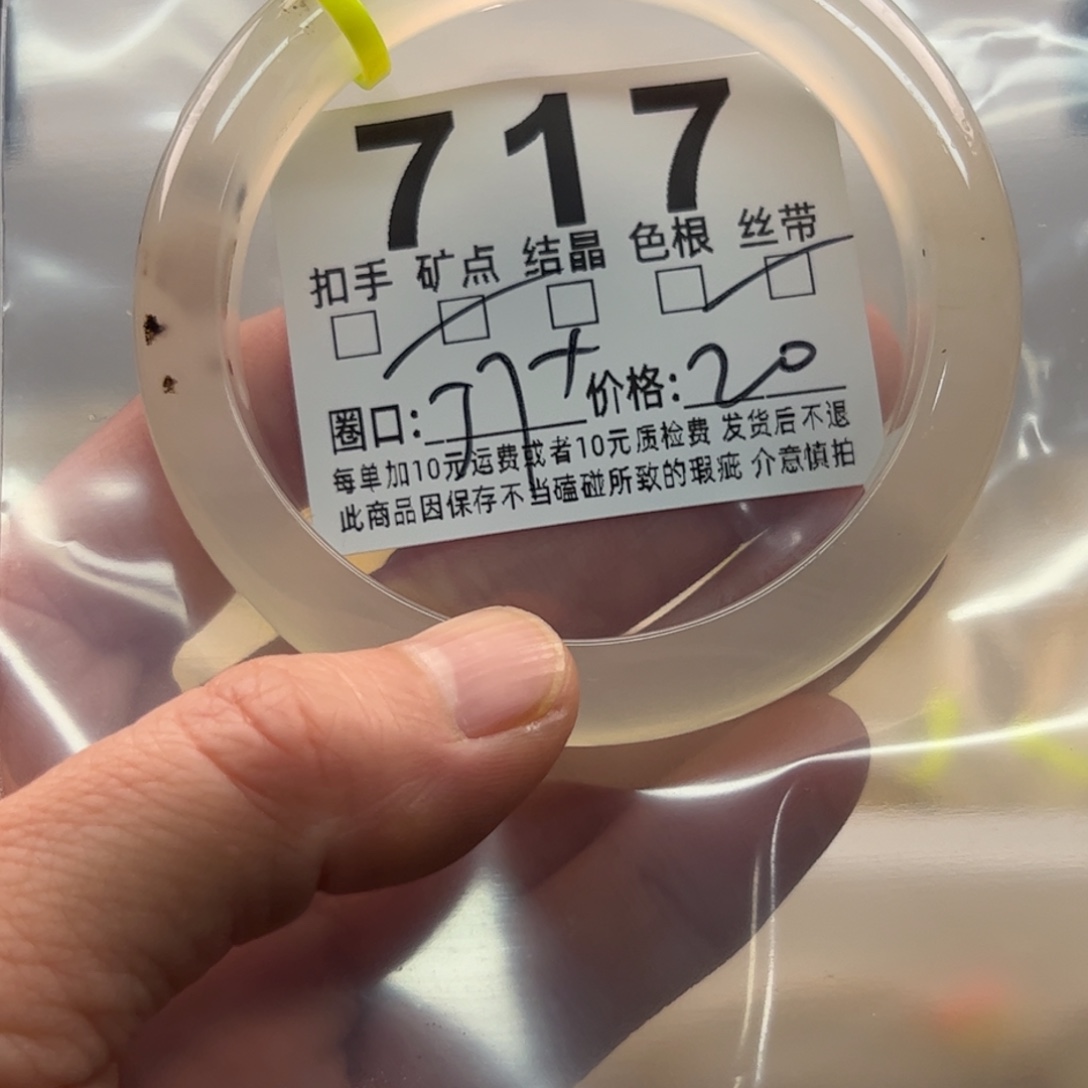 717
扣手 矿点 结晶 色根 丝带
圈口: 57+ 价格: 20
每单加10元运费或者10元质检费 发货后不退
此商品因保存不当磕碰所致的瑕疵 介意慎拍